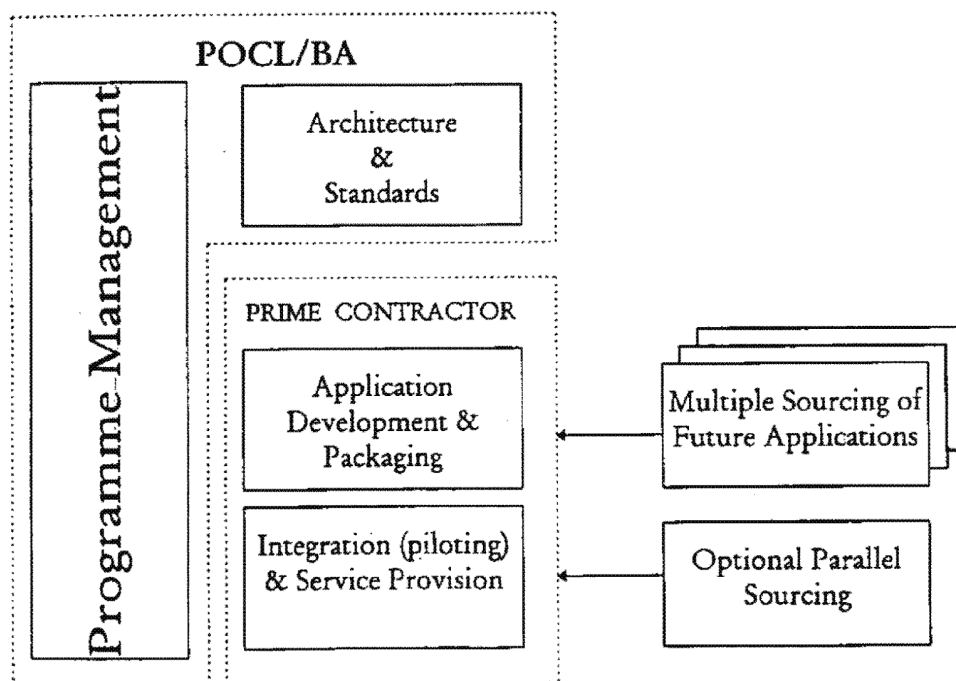 POCL/BA
Programme Management
Architecture
&
Standards
PRIME CONTRACTOR
Application
Development &
Packaging
Integration (piloting)
& Service Provision
Multiple Sourcing of
Future Applications
Optional Parallel
Sourcing